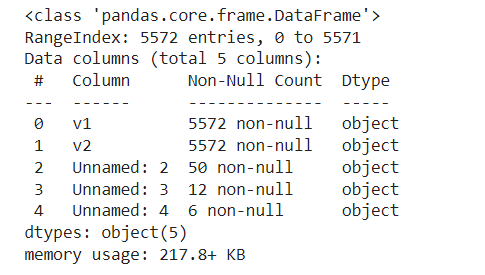 <class 'pandas.core.frame.DataFrame'>
RangeIndex: 5572 entries, 0 to 5571
Data columns (total 5 columns):
 #   Column      Non-Null Count  Dtype
---  ------      --------------  -----
 0   v1          5572 non-null   object
 1   v2          5572 non-null   object
 2   Unnamed: 2  50 non-null     object
 3   Unnamed: 3  12 non-null     object
 4   Unnamed: 4  6 non-null      object
dtypes: object(5)
memory usage: 217.8+ KB